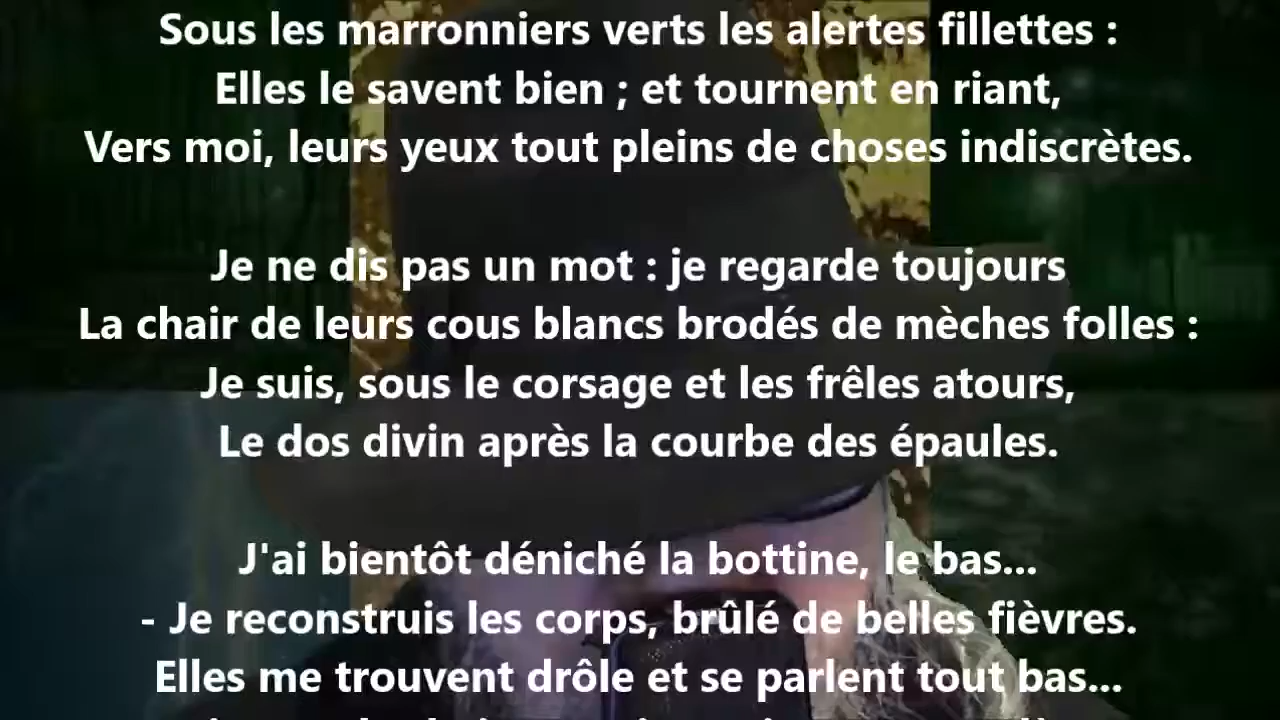 Sous les marronniers verts les alertes fillettes :
Elles le savent bien ; et tournent en riant,
Vers moi, leurs yeux tout pleins de choses indiscrètes.
Je ne dis pas un mot : je regarde toujours
La chair de leurs cous blancs brodés de mèches folles :
Je suis, sous le corsage et les frêles atours,
Le dos divin après la courbe des épaules.
J'ai bientôt déniché la bottine, le bas...
- Je reconstruis les corps, brûlé de belles fièvres.
Elles me trouvent drôle et se parlent tout bas...